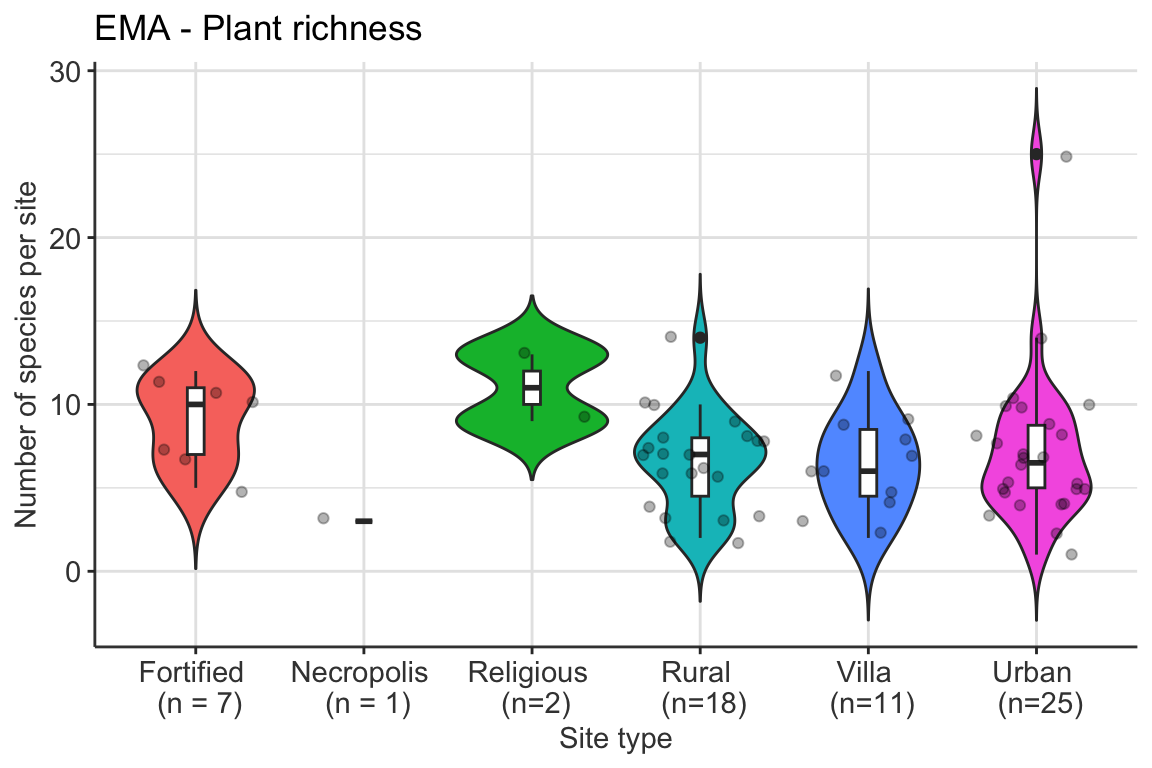 EMA - Plant richness
Number of species per site
30
20
10
0
Fortified Necropolis Religious Rural Villa Urban
(n = 7) (n = 1) (n=2) (n=18) (n=11) (n=25)
Site type